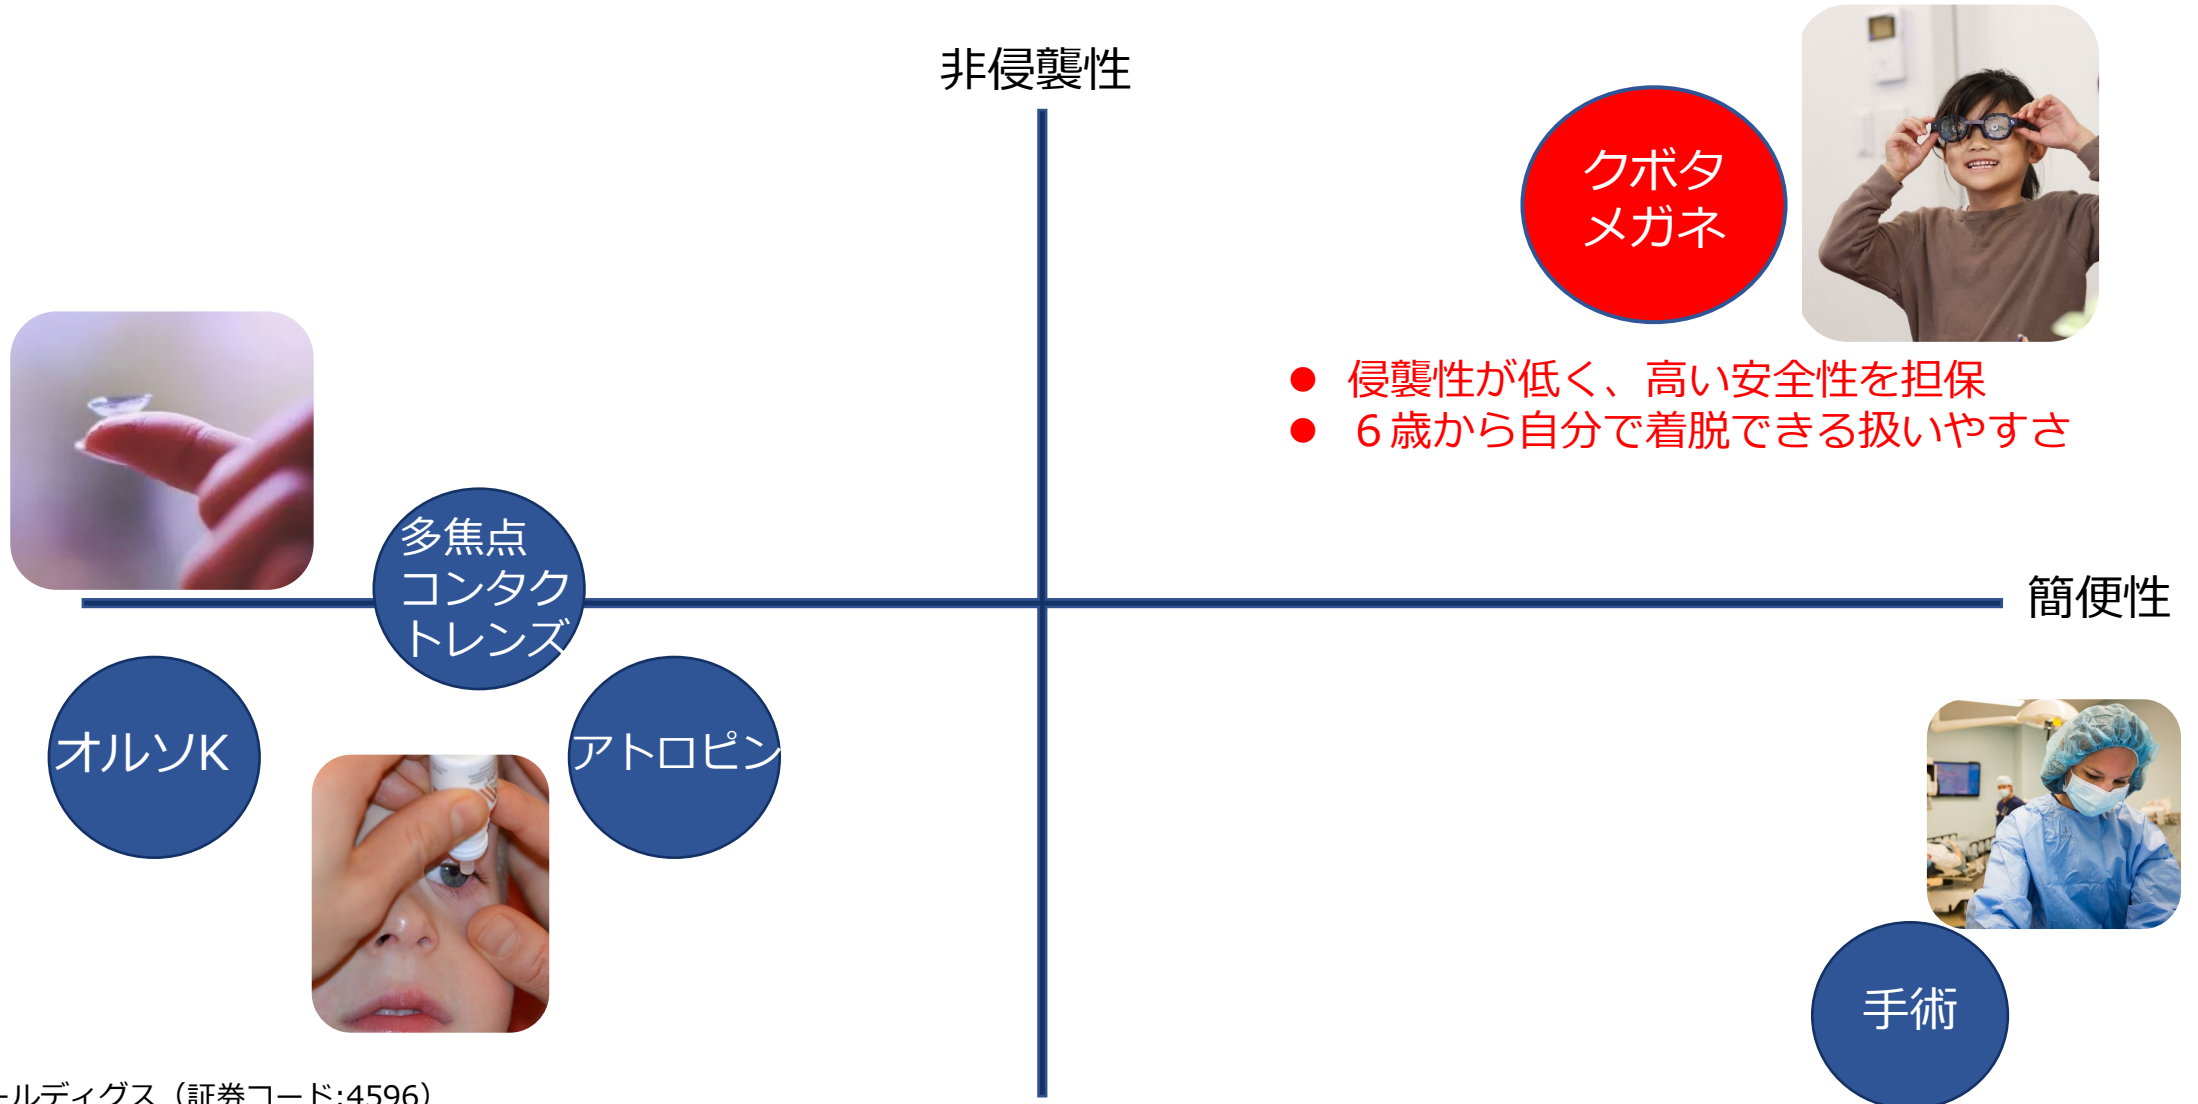 非侵襲性
クボタ
メガネ
● 侵襲性が低く、高い安全性を担保
● ６歳から自分で着脱できる扱いやすさ
多焦点
コンタク
トレンズ
簡便性
オルソK
アトロピン
手術
ールディグス（証券コード:4596）